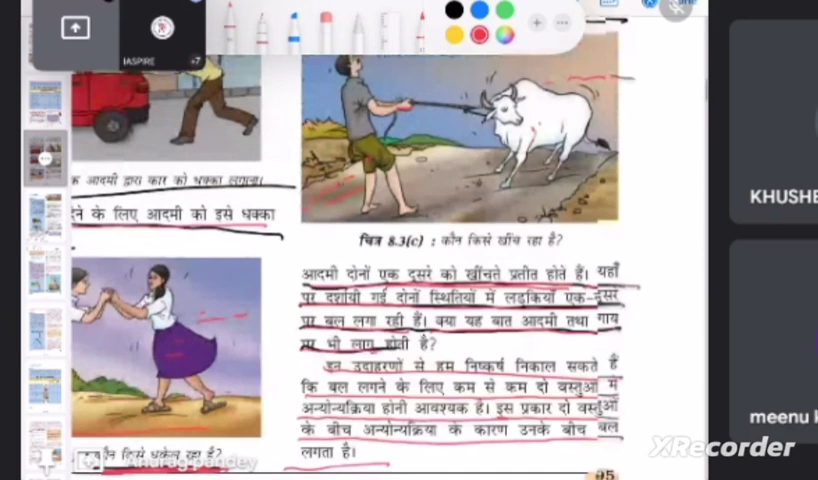 IASPIRE
+7
KHUSHE
आदमी द्वारा कार को धक्का लगाना।
के लिए आदमी को इसे धक्का
चित्र 8.3(c) : कौन किसे खींच रहा है?
आदमी दोनों एक दूसरे को खींचते प्रतीत होते हैं। यहाँ
पर दर्शायी गई दोनों स्थितियों में लड़कियाँ एक-दूसरे
पर बल लगा रही हैं। क्या यह बात आदमी तथा गाय
पर भी लागू होती है?
इन उदाहरणों से हम निष्कर्ष निकाल सकते हैं
कि बल लगने के लिए कम से कम दो वस्तुओं में
अन्योन्यक्रिया होनी आवश्यक है। इस प्रकार दो वस्तुओं
के बीच अन्योन्यक्रिया के कारण उनके बीच बल
लगता है।
किसे धकेल रहा है?
Anurag pandey
meenu k
XRecorder
95